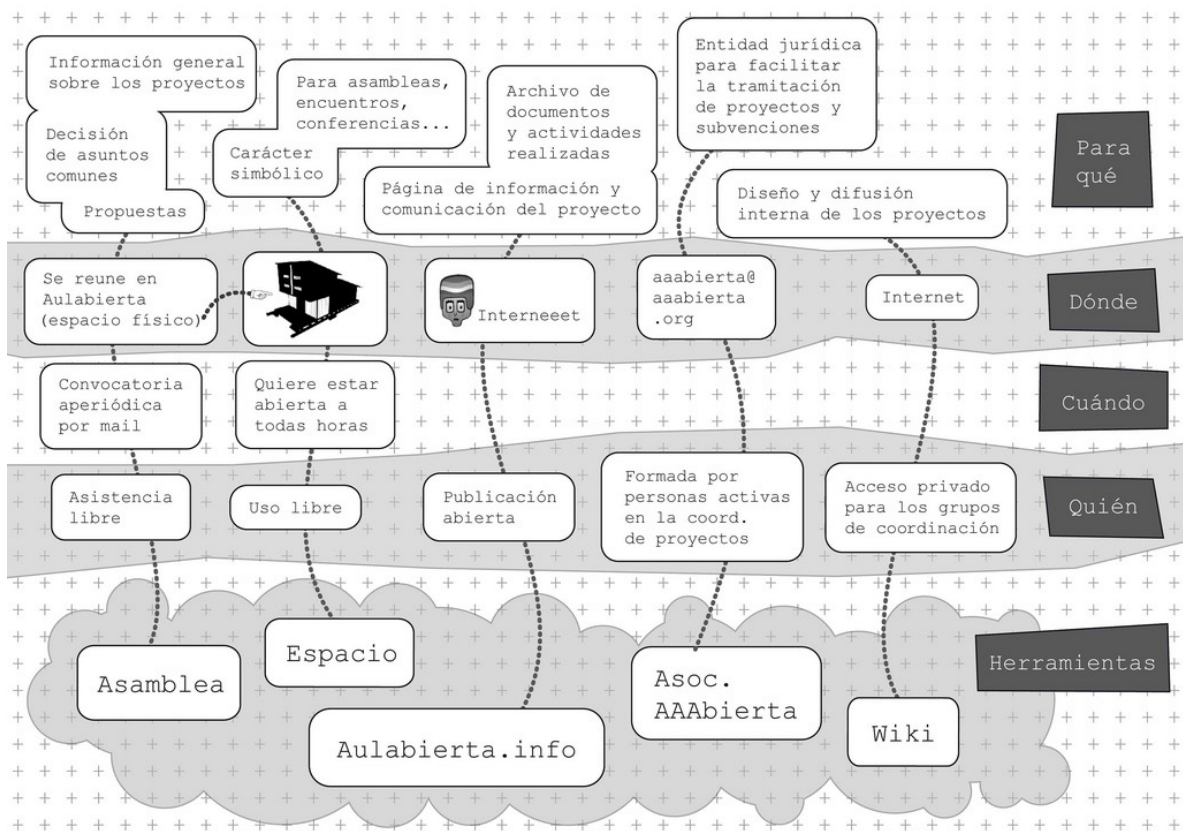 Información general
sobre los proyectos
Decisión
de asuntos
comunes
Propuestas
Para asambleas,
encuentros,
conferencias...
Carácter
simbólico
Archivo de
documentos
y actividades
realizadas
Página de información y
comunicación del proyecto
Entidad jurídica
para facilitar
la tramitación
de proyectos y
subvenciones
Diseño y difusión
interna de los proyectos
Para
qué
Se reune en
Aulabierta
(espacio físico)
Interneeet
aaabierta@
aaabierta
.org
Internet
Dónde
Convocatoria
aperiódica
por mail
Quiere estar
abierta a
todas horas
Cuándo
Asistencia
libre
Uso libre
Publicación
abierta
Formada por
personas activas
en la coord.
de proyectos
Acceso privado
para los grupos
de coordinación
Quién
Asamblea
Espacio
Aulabierta.info
Asoc.
AAAbierta
Wiki
Herramientas